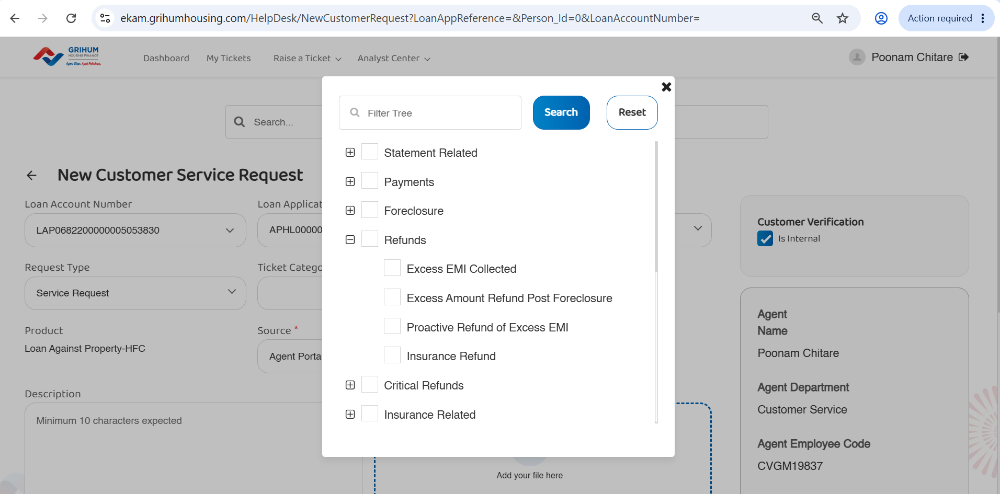 ekam.grihumhousing.com/HelpDesk/NewCustomerRequest?LoanAppReference=&Person_Id=0&LoanAccountNumber=
Action required
GRIHUM
HOUSING FINANCE
Apna Ghar. Apni Pehchan.
Dashboard
My Tickets
Raise a Ticket
Analyst Center
Poonam Chitare
Filter Tree
Search
Reset
Search...
Statement Related
Payments
Foreclosure
Refunds
Excess EMI Collected
Excess Amount Refund Post Foreclosure
Proactive Refund of Excess EMI
Insurance Refund
Critical Refunds
Insurance Related
New Customer Service Request
Loan Account Number
LAP0682200000005053830
Loan Applicat
APHL00000
Request Type
Service Request
Ticket Catego
Product
Loan Against Property-HFC
Source *
Agent Porta
Description
Minimum 10 characters expected
Add your file here
Customer Verification
Is Internal
Agent
Name
Poonam Chitare
Agent Department
Customer Service
Agent Employee Code
CVGM19837